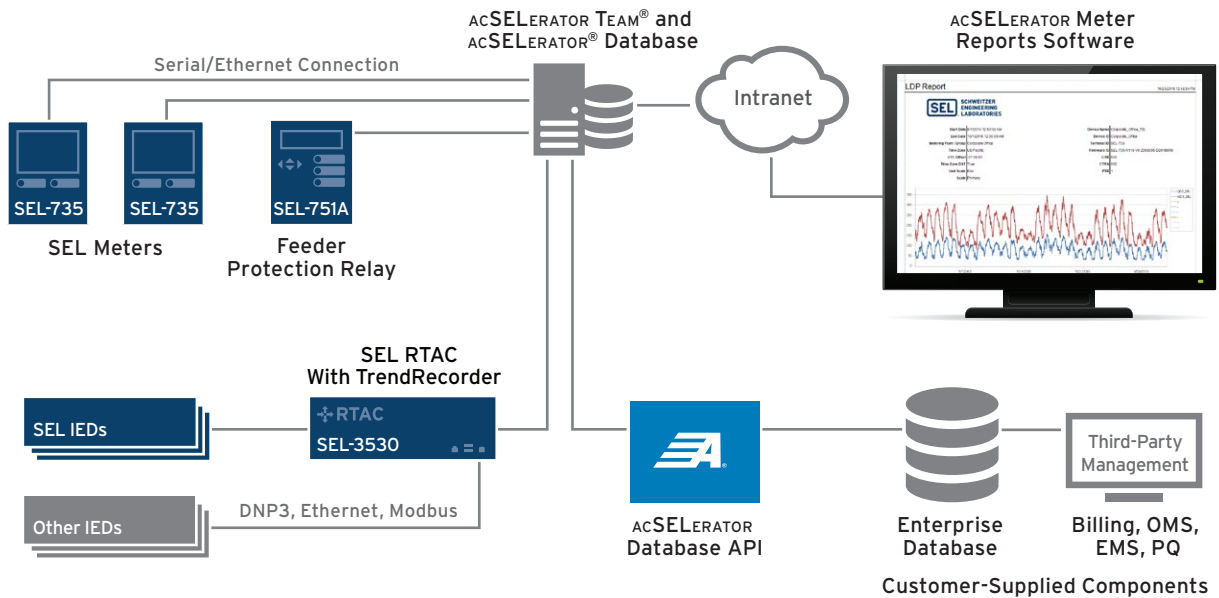 ACSELERATOR TEAM® and
ACSELERATOR® Database
ACSELERATOR Meter
Reports Software
Serial/Ethernet Connection
Intranet
LDP Report
SEL SCHWEITZER
ENGINEERING
LABORATORIES
SEL-735
SEL-735
SEL-751A
SEL Meters
Feeder
Protection Relay
SEL RTAC
With TrendRecorder
SEL IEDs
RTAC
SEL-3530
Other IEDs
DNP3, Ethernet, Modbus
ACSELERATOR
Database API
Enterprise
Database
Third-Party
Management
Billing, OMS,
EMS, PQ
Customer-Supplied Components